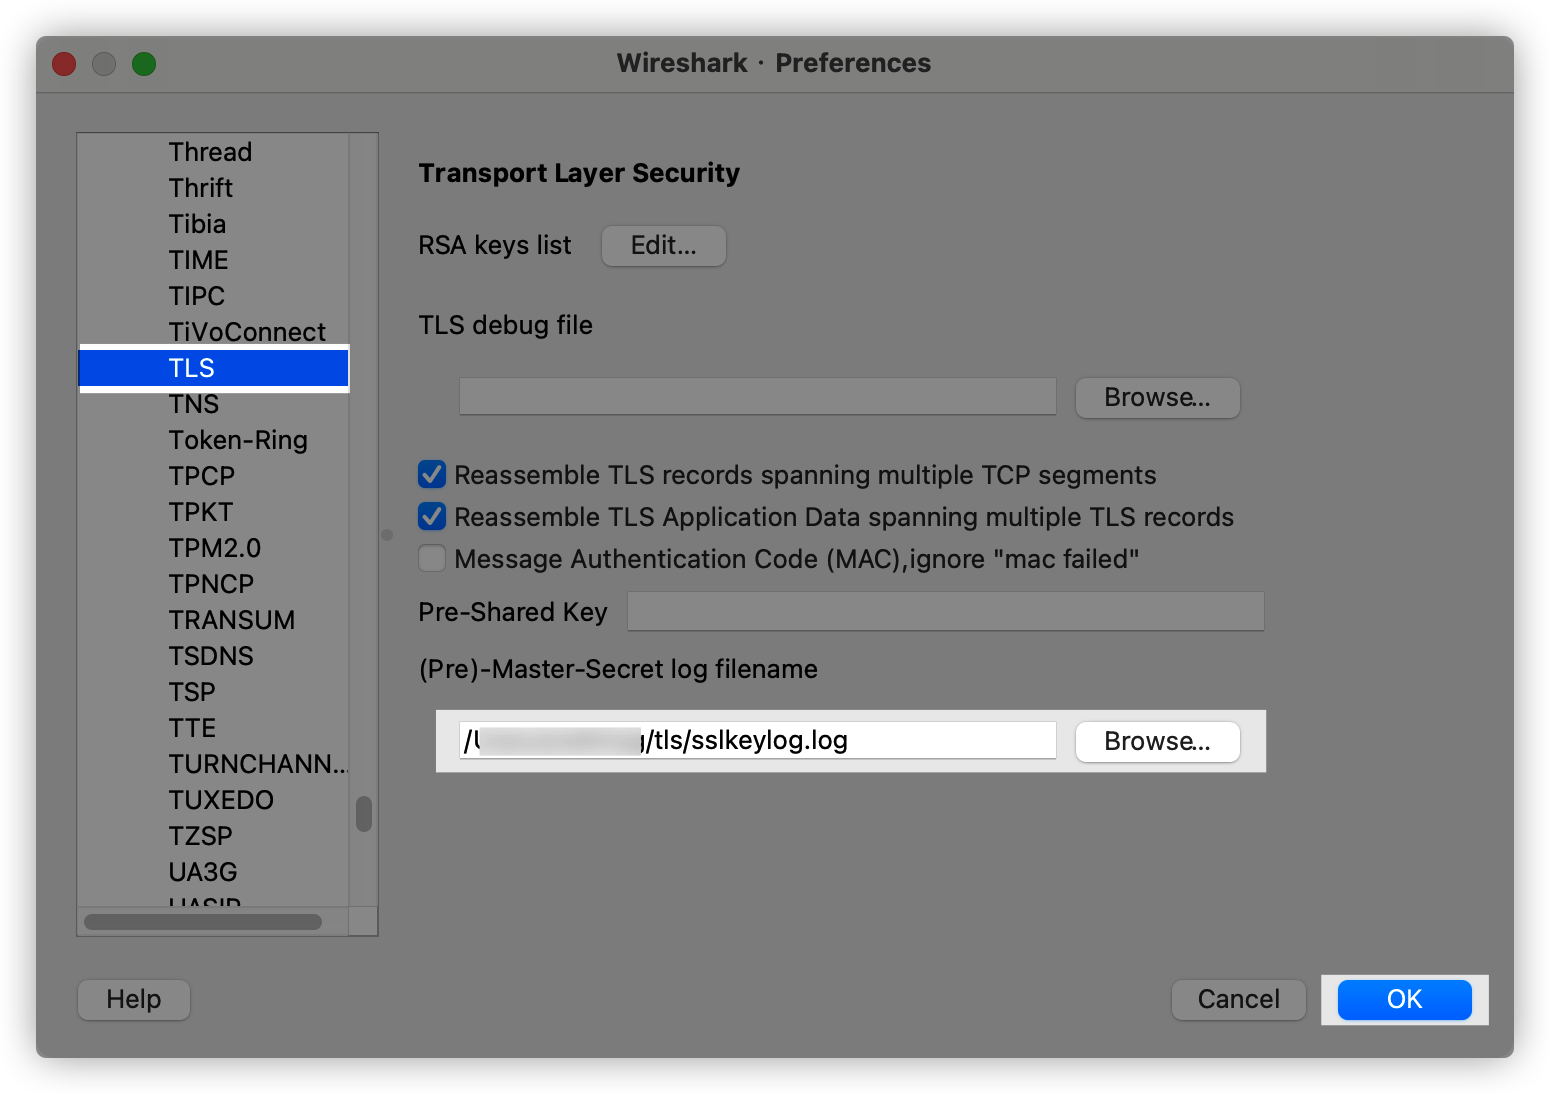 Wireshark · Preferences
Thread
Thrift
Tibia
TIME
TIPC
TiVoConnect
TLS
TNS
Token-Ring
TPCP
TPKT
TPM2.0
TPNCP
TRANSUM
TSDNS
TSP
TTE
TURNCHANN...
TUXEDO
TZSP
UA3G
Transport Layer Security
RSA keys list Edit...
TLS debug file
Browse...
Reassemble TLS records spanning multiple TCP segments
Reassemble TLS Application Data spanning multiple TLS records
Message Authentication Code (MAC),ignore "mac failed"
Pre-Shared Key
(Pre)-Master-Secret log filename
/tls/sslkeylog.log Browse...
Help Cancel OK